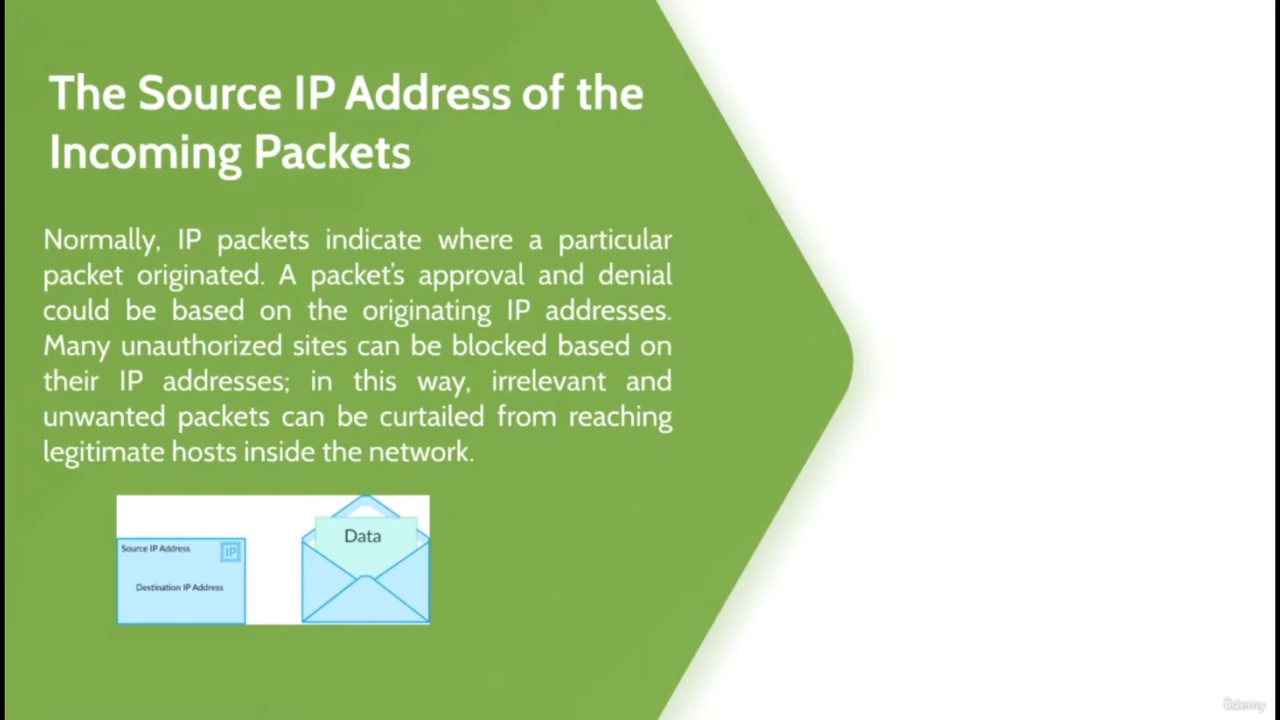 The Source IP Address of the
Incoming Packets
Normally, IP packets indicate where a particular
packet originated. A packet's approval and denial
could be based on the originating IP addresses.
Many unauthorized sites can be blocked based on
their IP addresses; in this way, irrelevant and
unwanted packets can be curtailed from reaching
legitimate hosts inside the network.
Source IP Address
IP
Destination IP Address
Data
Udemy